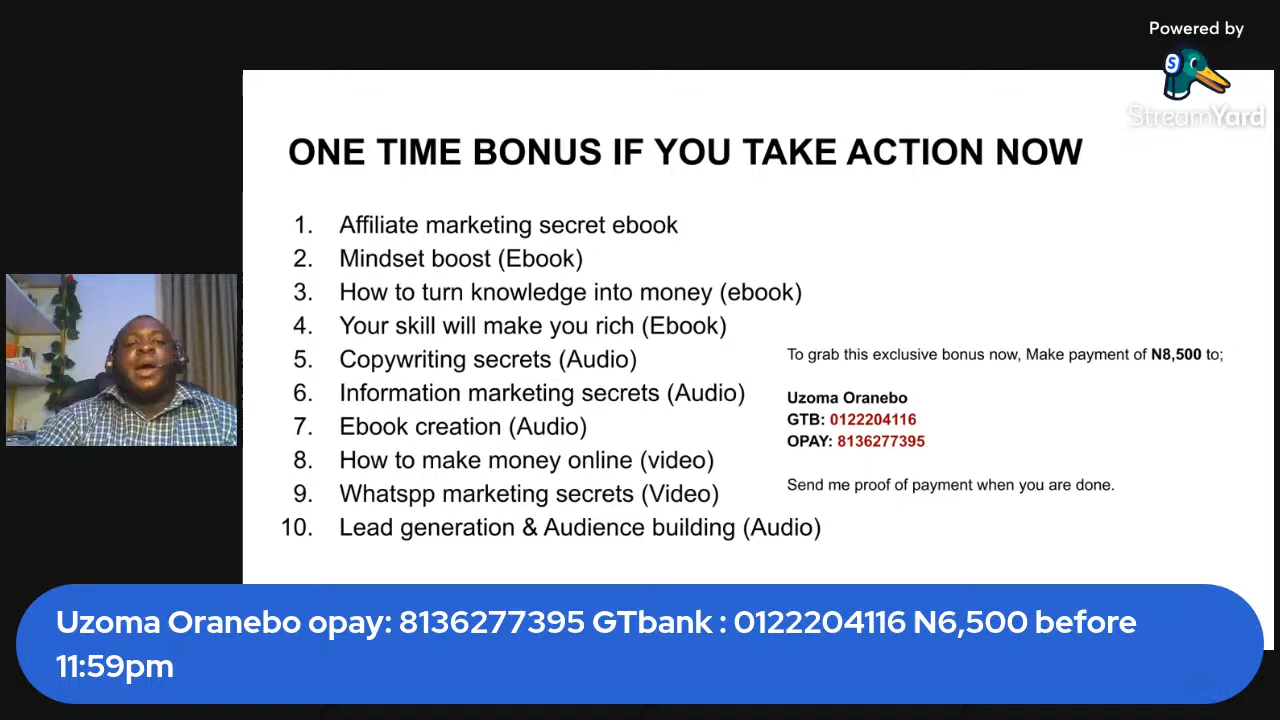 Powered by
StreamYard
ONE TIME BONUS IF YOU TAKE ACTION NOW
1. Affiliate marketing secret ebook
2. Mindset boost (Ebook)
3. How to turn knowledge into money (ebook)
4. Your skill will make you rich (Ebook)
5. Copywriting secrets (Audio)
6. Information marketing secrets (Audio)
7. Ebook creation (Audio)
8. How to make money online (video)
9. Whatspp marketing secrets (Video)
10. Lead generation & Audience building (Audio)
To grab this exclusive bonus now, Make payment of N8,500 to;
Uzoma Oranebo
GTB: 0122204116
OPAY: 8136277395
Send me proof of payment when you are done.
Uzoma Oranebo opay: 8136277395 GTbank : 0122204116 N6,500 before
11:59pm